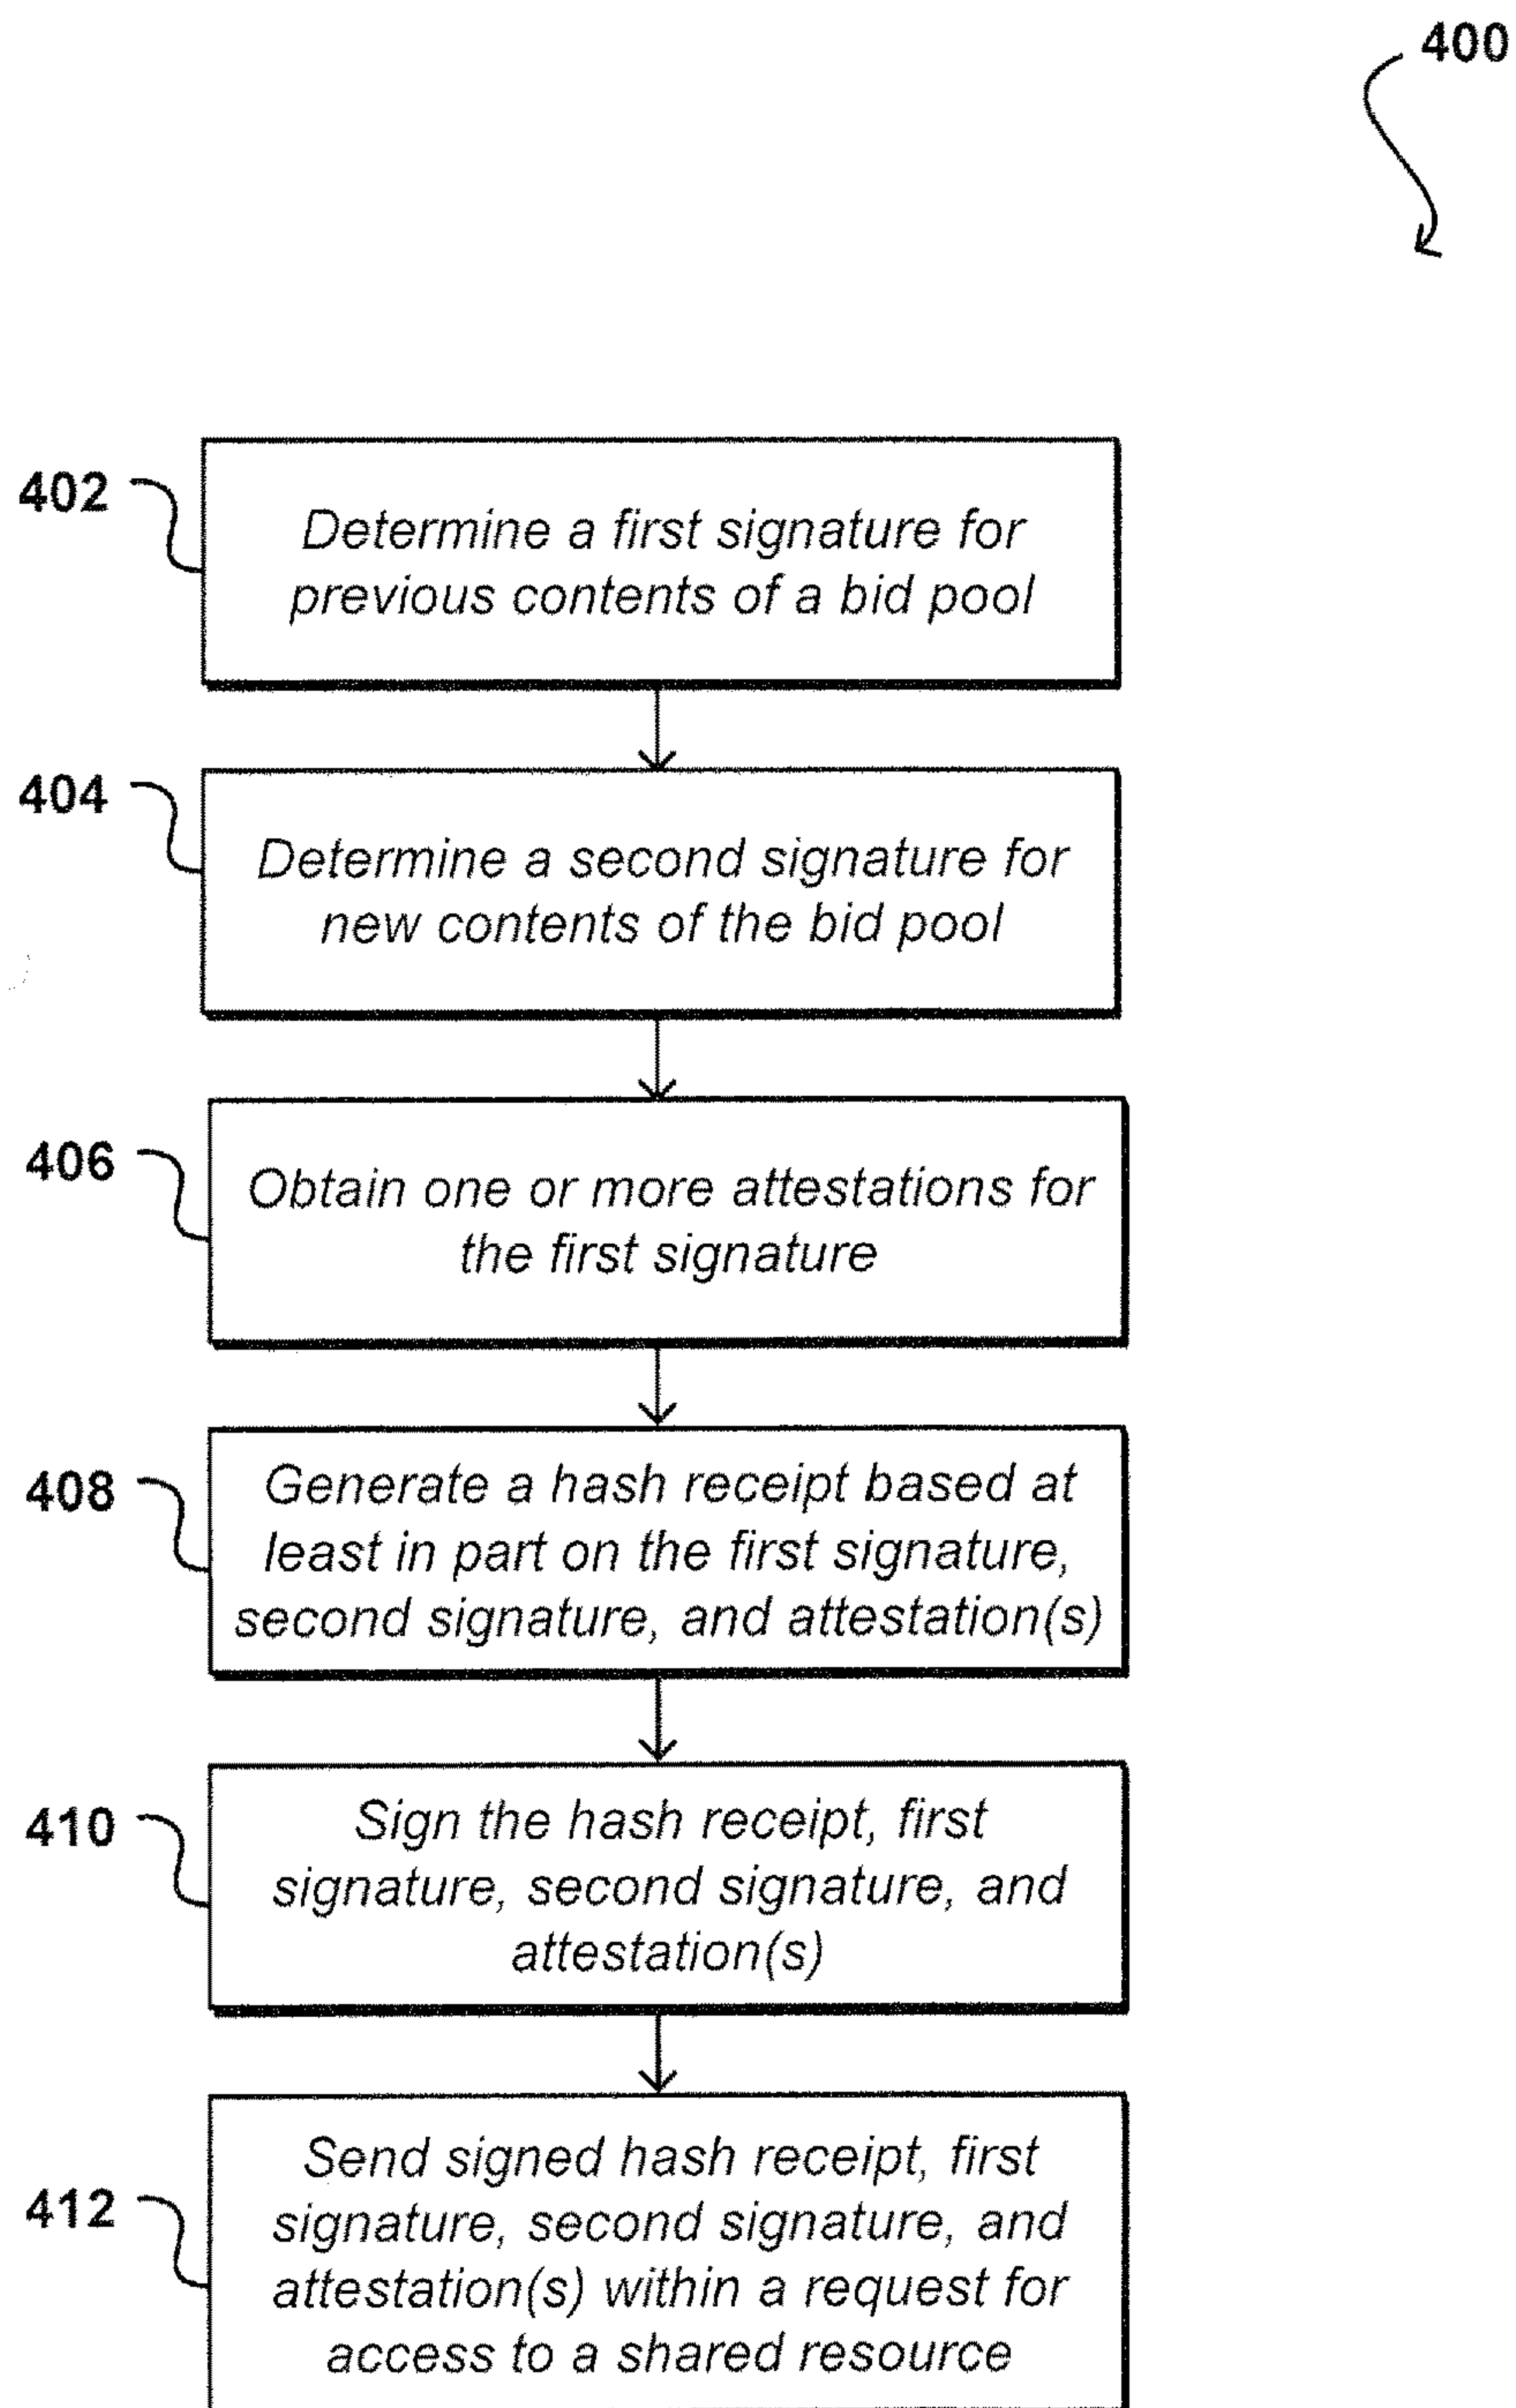 400
402
Determine a first signature for
previous contents of a bid pool
404
Determine a second signature for
new contents of the bid pool
406
Obtain one or more attestations for
the first signature
408
Generate a hash receipt based at
least in part on the first signature,
second signature, and attestation(s)
410
Sign the hash receipt, first
signature, second signature, and
attestation(s)
412
Send signed hash receipt, first
signature, second signature, and
attestation(s) within a request for
access to a shared resource